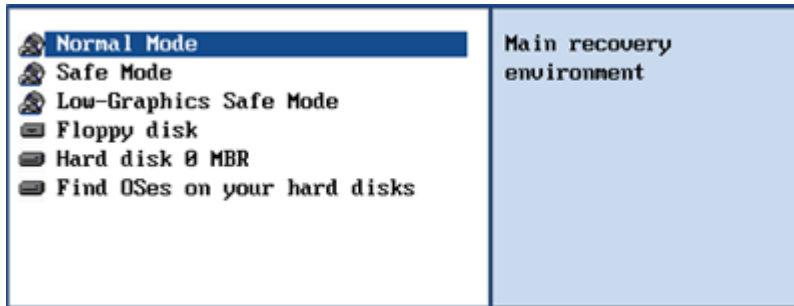 Normal Mode
Safe Mode
Low-Graphics Safe Mode
Floppy disk
Hard disk 0 MBR
Find OSes on your hard disks
Main recovery
environment